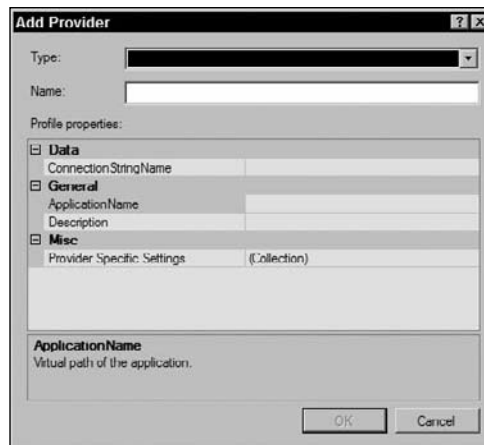 Add Provider
Type:
Name:
Profile properties:
Data
ConnectionStringName
General
ApplicationName
Description
Misc
Provider Specific Settings (Collection)
ApplicationName
Virtual path of the application.
OK Cancel